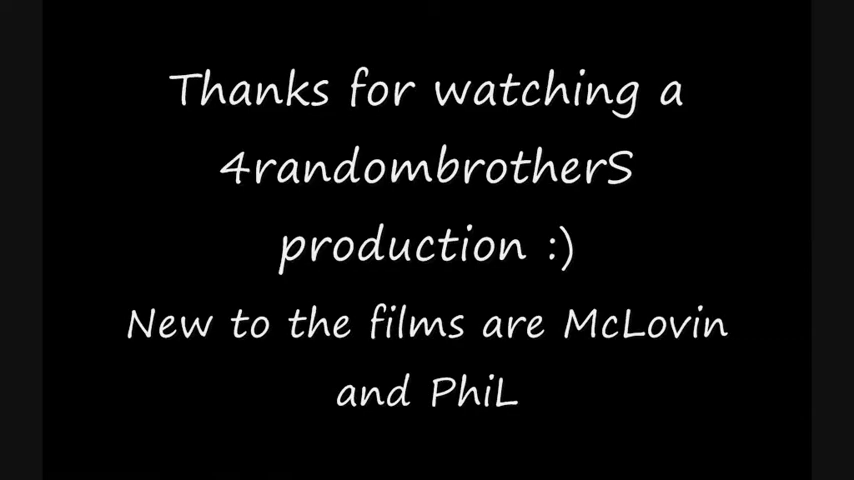 Thanks for watching a
4randombrotherS
production :)
New to the films are McLovin
and PhiL